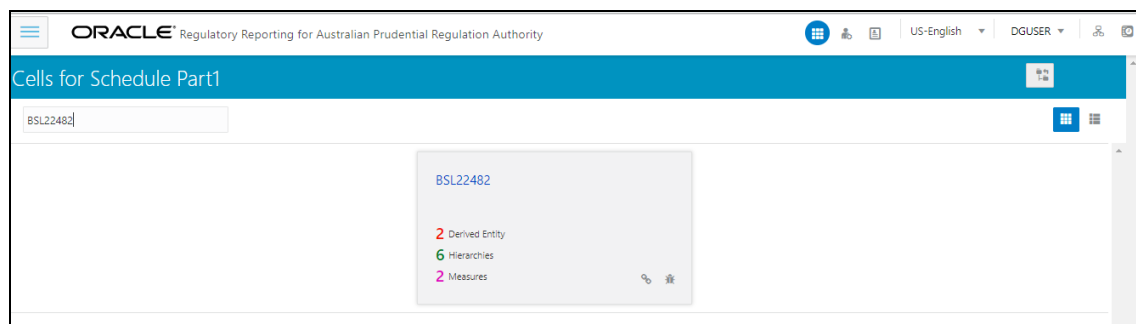 ORACLE® Regulatory Reporting for Australian Prudential Regulation Authority US-English DGUSER
Cells for Schedule Part1
BSL22482
BSL22482
2 Derived Entity
6 Hierarchies
2 Measures